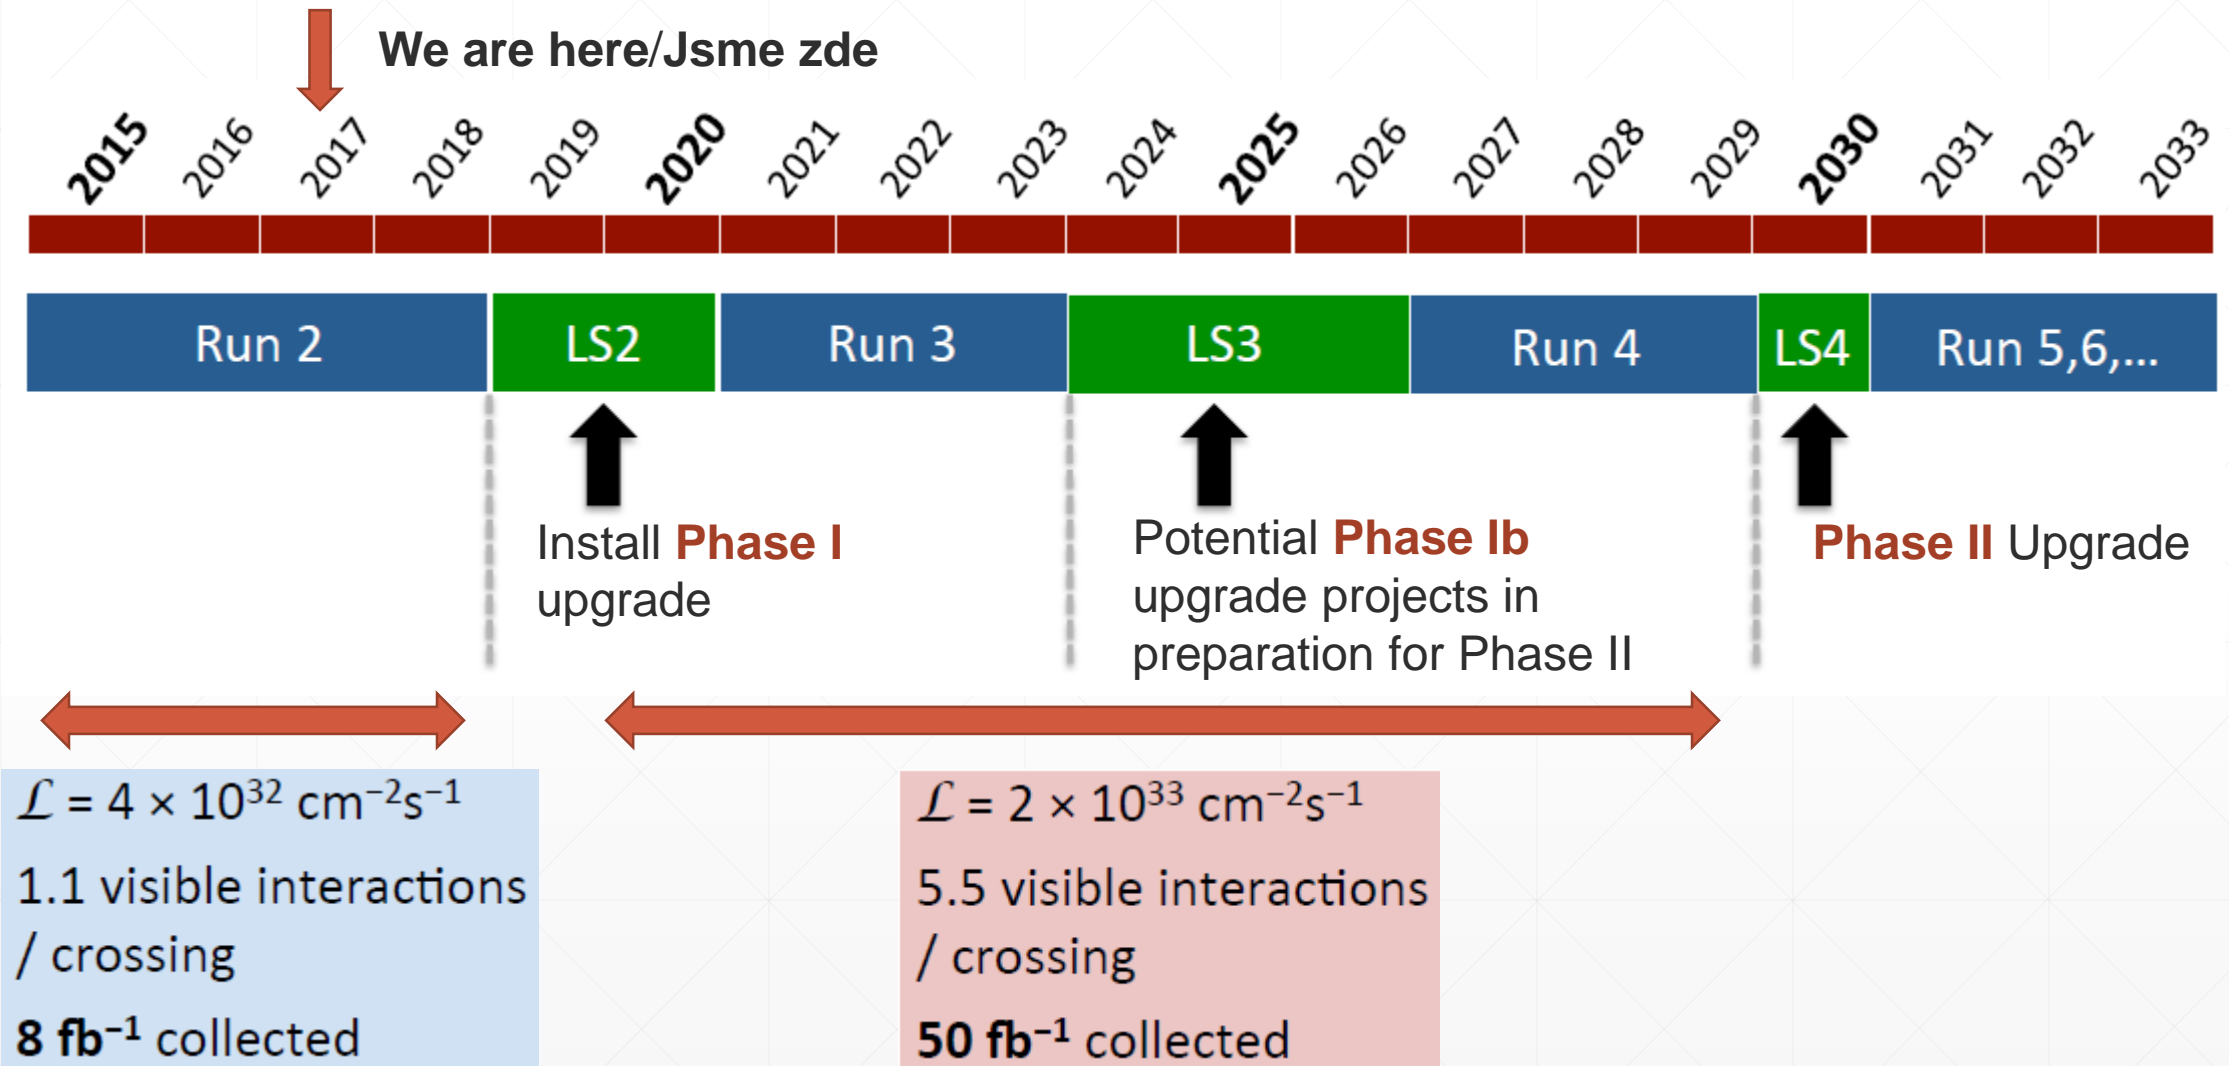 We are here/Jsme zde
2015 2016 2017 2018 2019 2020 2021 2022 2023 2024 2025 2026 2027 2028 2029 2030 2031 2032 2033
Run 2 LS2 Run 3 LS3 Run 4 LS4 Run 5,6,...
Install Phase I
upgrade
Potential Phase Ib
upgrade projects in
preparation for Phase II
Phase II Upgrade
ℒ = 4 × 10³² cm⁻²s⁻¹
1.1 visible interactions
/ crossing
8 fb⁻¹ collected
ℒ = 2 × 10³³ cm⁻²s⁻¹
5.5 visible interactions
/ crossing
50 fb⁻¹ collected